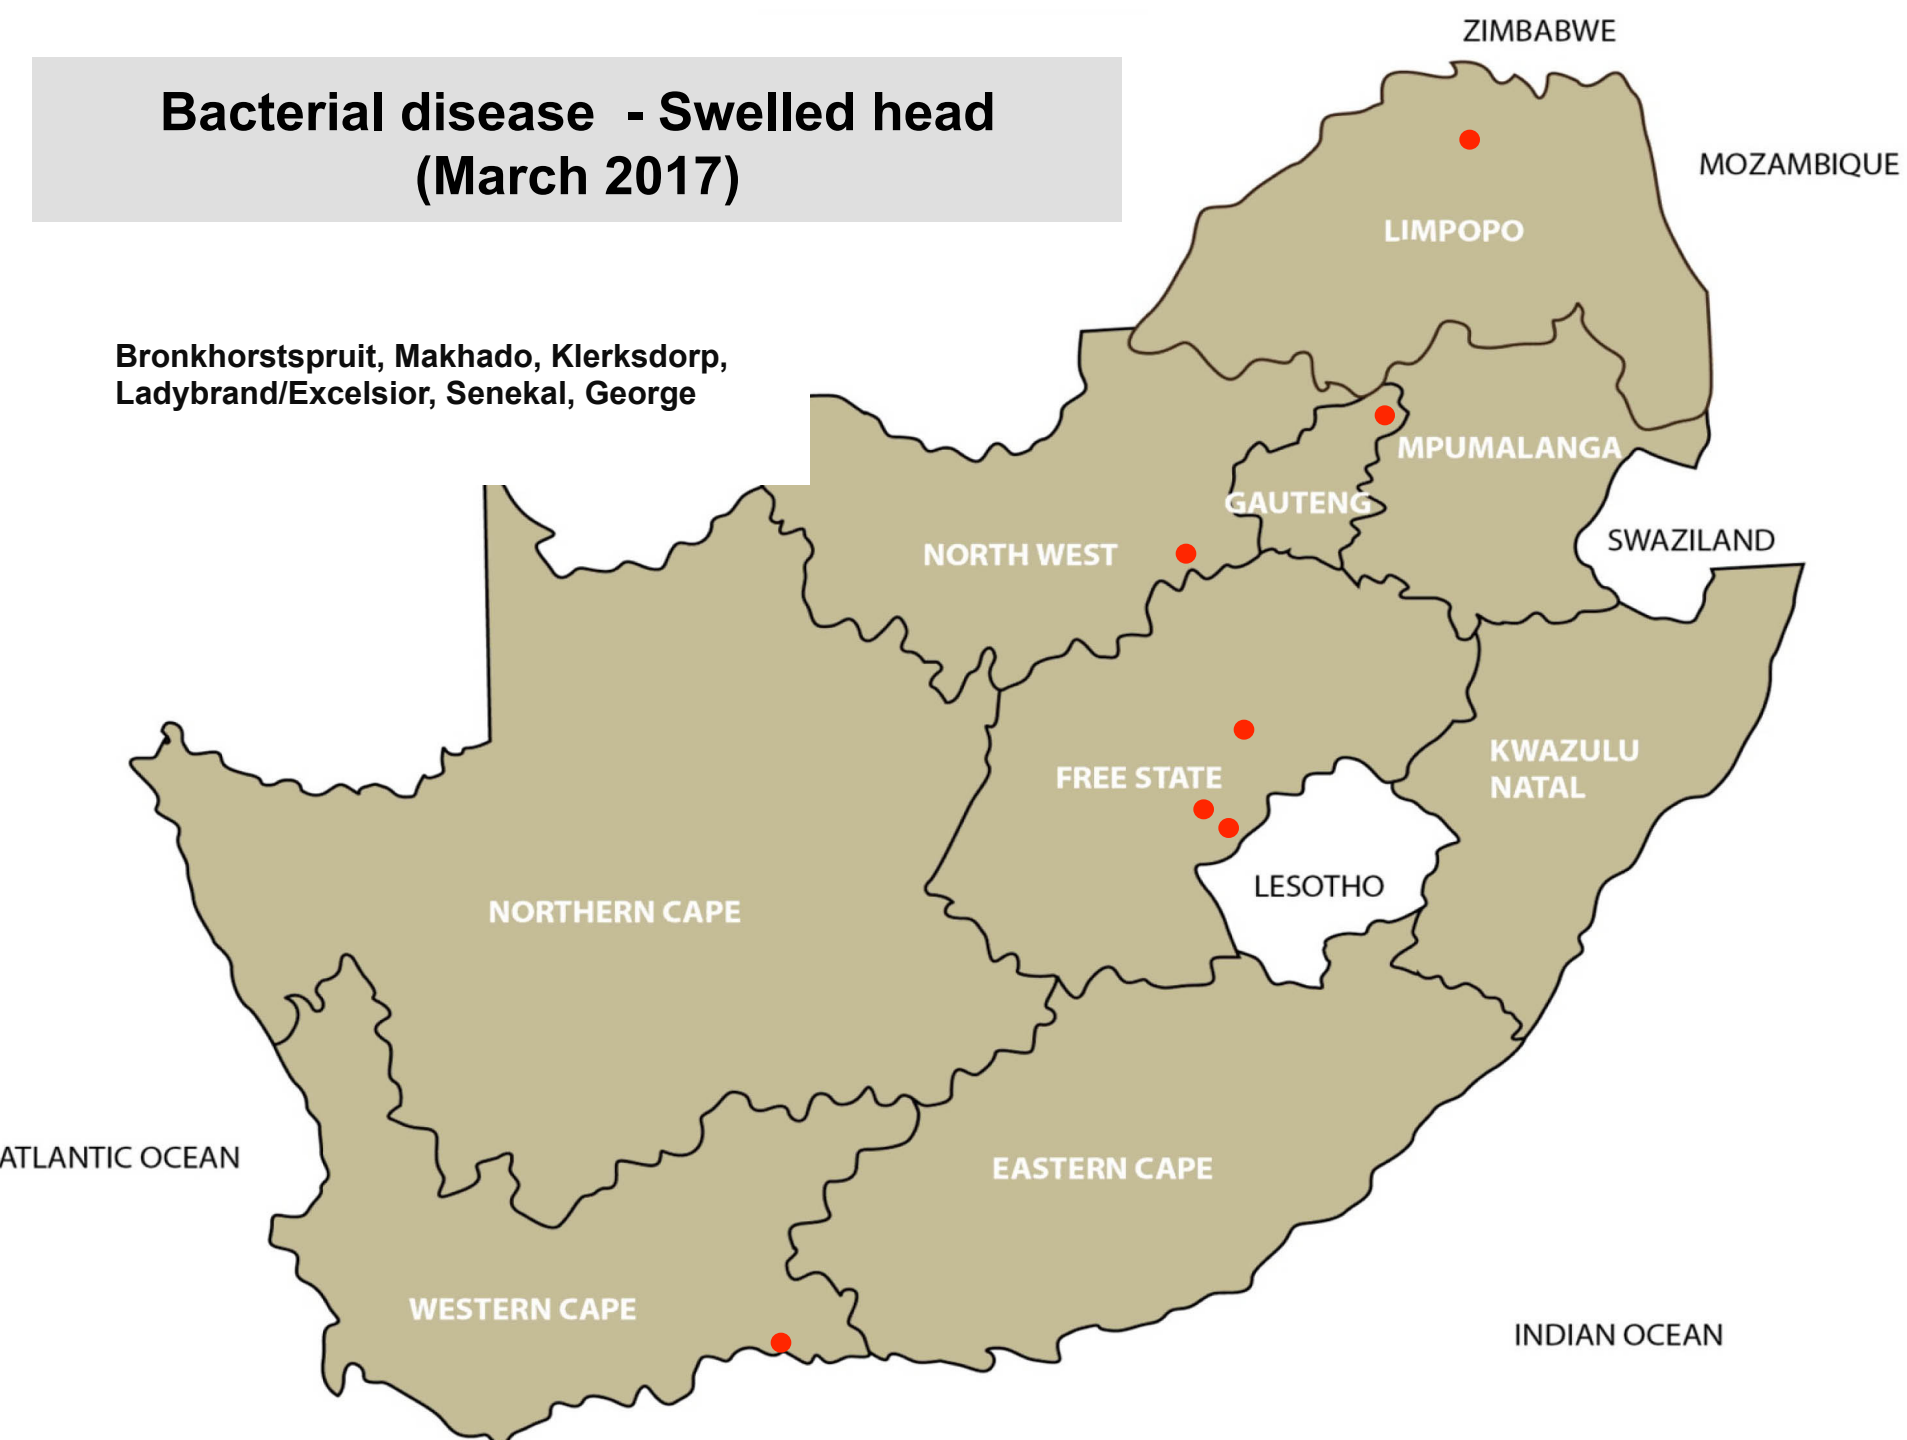 Bacterial disease  - Swelled head
(March 2017)
Bronkhorstspruit, Makhado, Klerksdorp,
Ladybrand/Excelsior, Senekal, George
ZIMBABWE
MOZAMBIQUE
LIMPOPO
MPUMALANGA
GAUTENG
SWAZILAND
NORTH WEST
KWAZULU
NATAL
FREE STATE
LESOTHO
NORTHERN CAPE
ATLANTIC OCEAN
EASTERN CAPE
WESTERN CAPE
INDIAN OCEAN